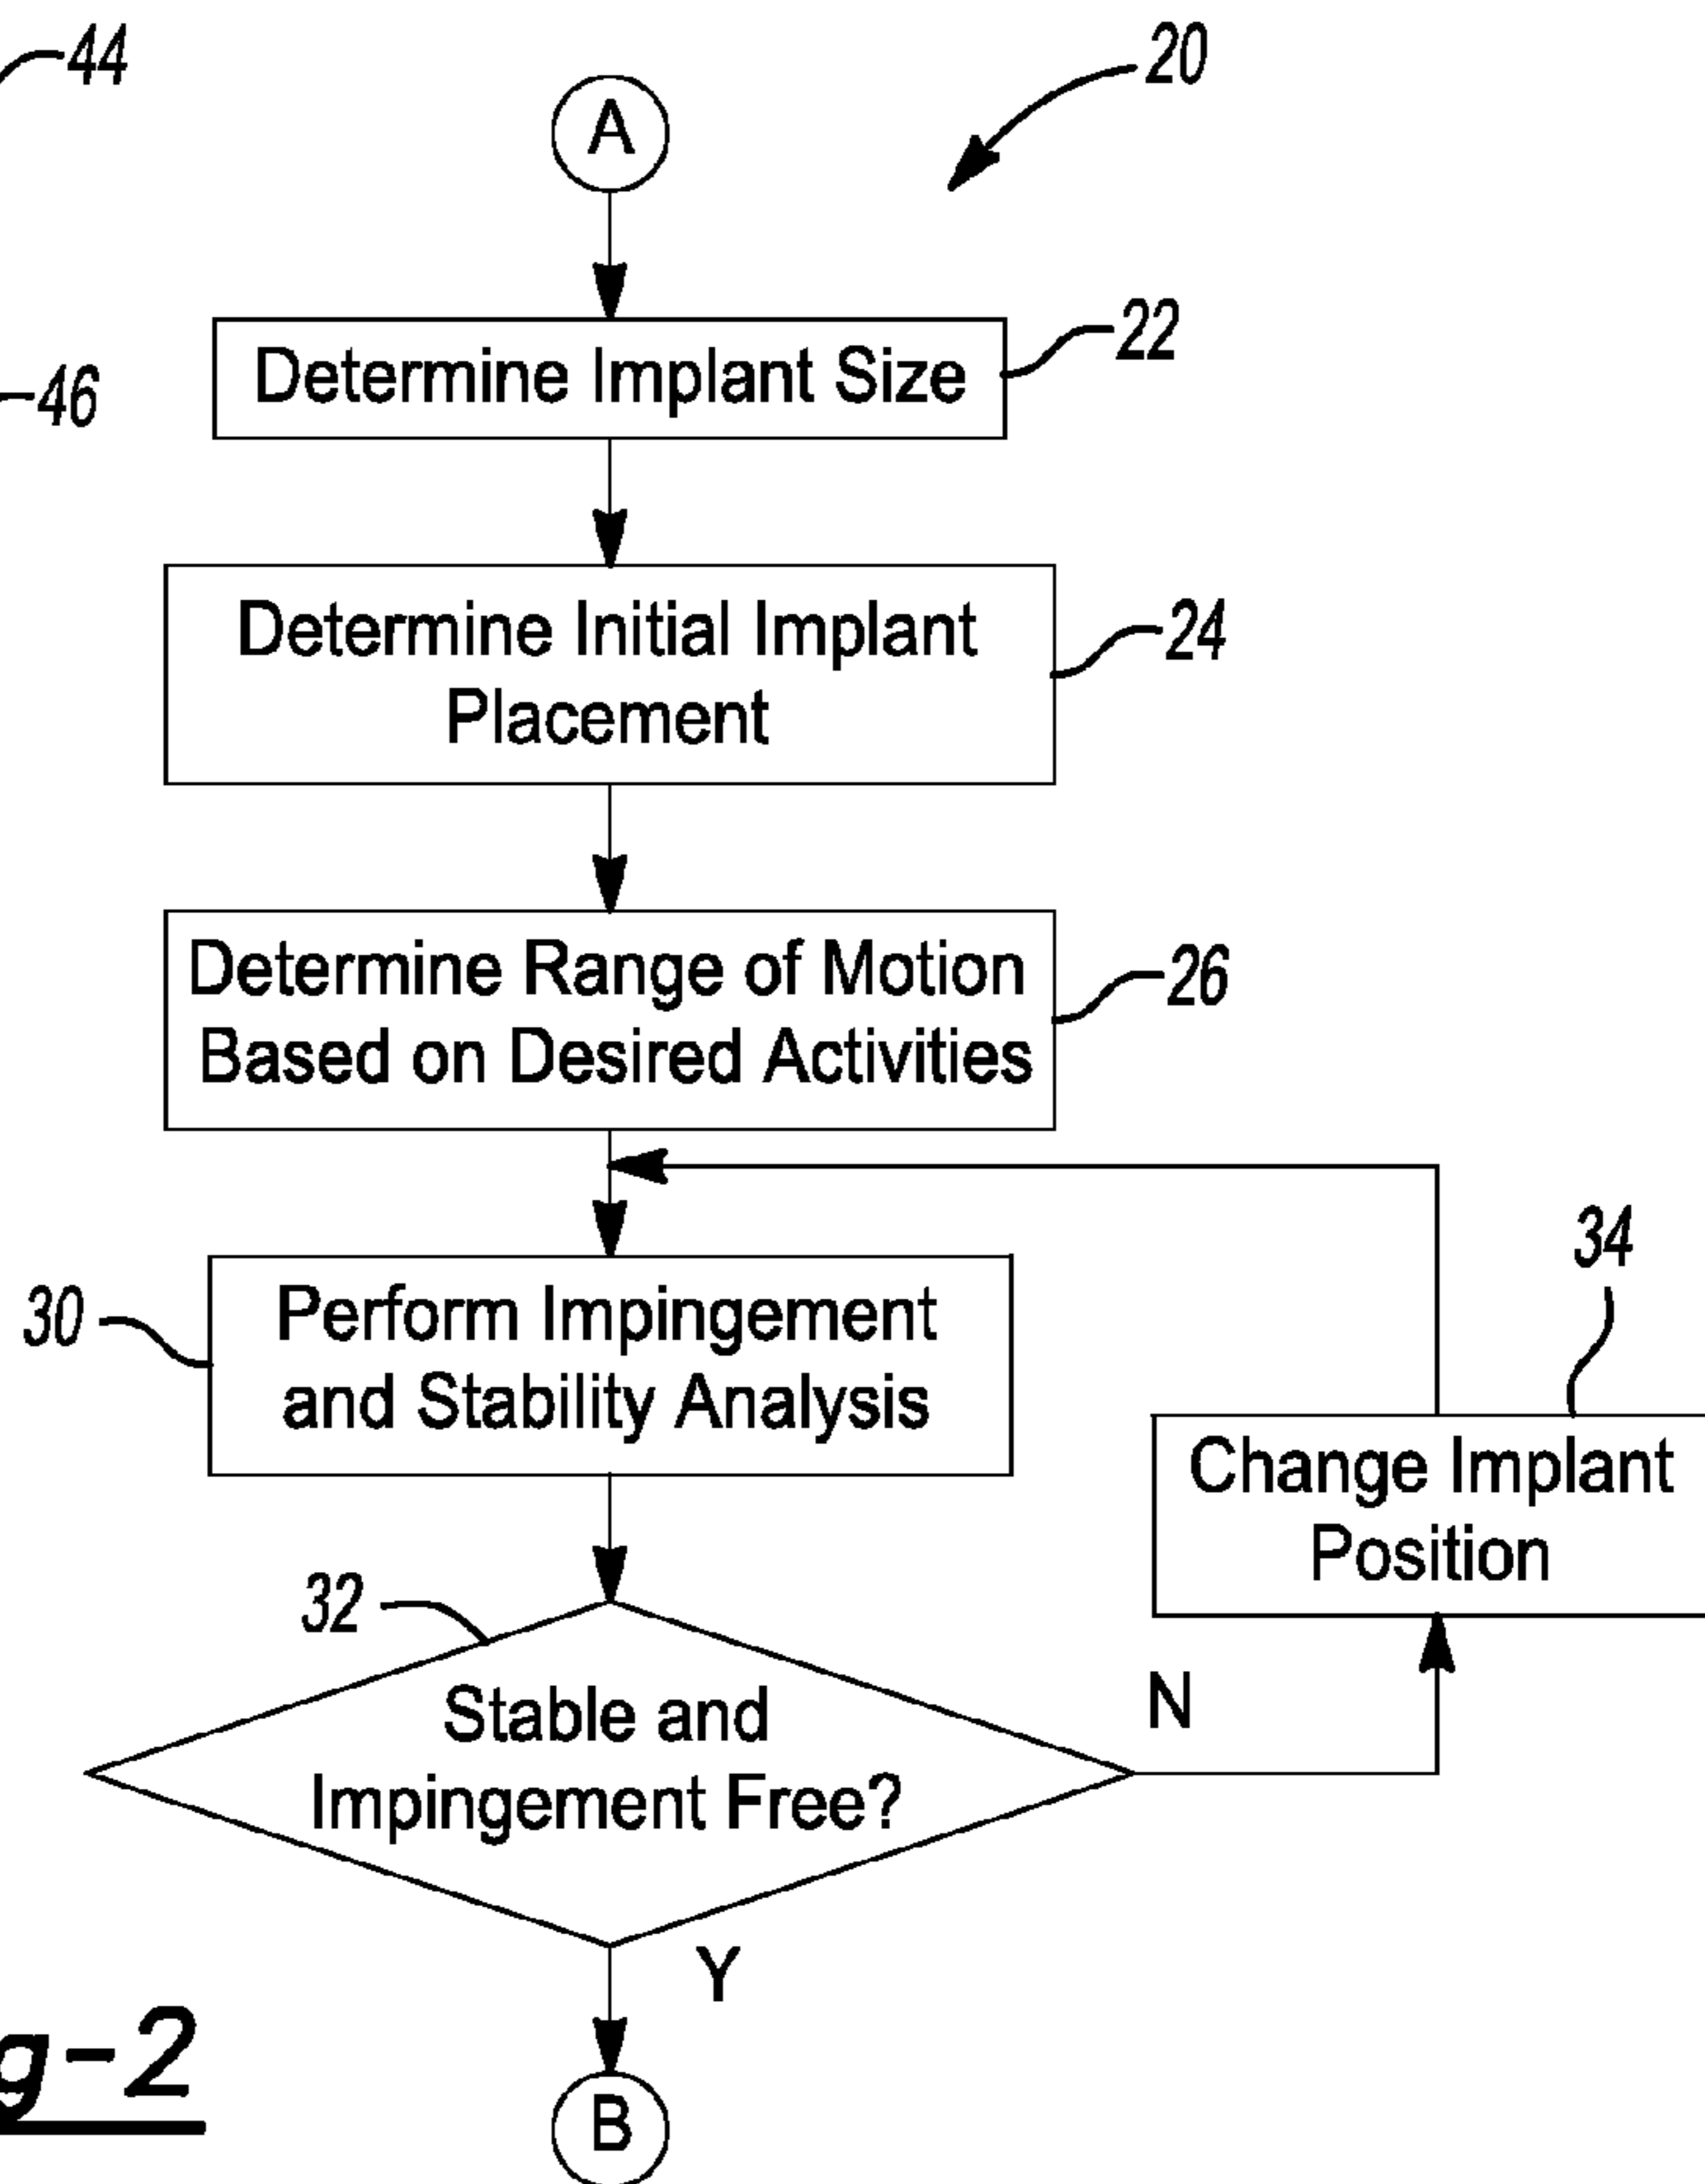 44
20
A
Determine Implant Size
22
46
Determine Initial Implant
Placement
24
Determine Range of Motion
Based on Desired Activities
26
30
Perform Impingement
and Stability Analysis
34
Change Implant
Position
32
Stable and
Impingement Free?
N
Y
g-2
B